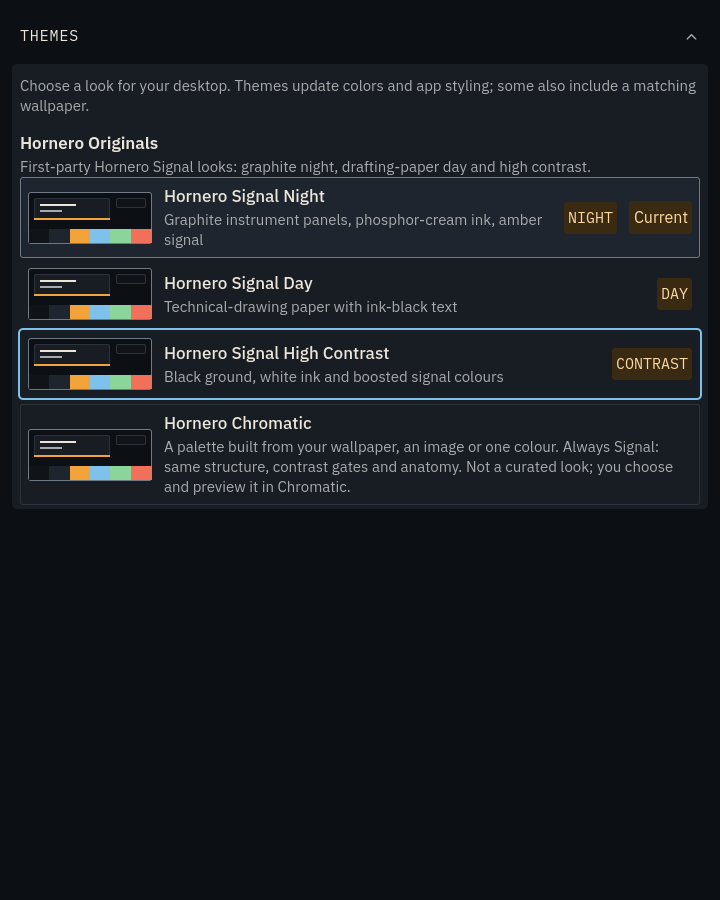 THEMES
Choose a look for your desktop. Themes update colors and app styling; some also include a matching
wallpaper.
Hornero Originals
First-party Hornero Signal looks: graphite night, drafting-paper day and high contrast.
Hornero Signal Night
Graphite instrument panels, phosphor-cream ink, amber
signal
NIGHT
Current
Hornero Signal Day
Technical-drawing paper with ink-black text
DAY
Hornero Signal High Contrast
Black ground, white ink and boosted signal colours
CONTRAST
Hornero Chromatic
A palette built from your wallpaper, an image or one colour. Always Signal:
same structure, contrast gates and anatomy. Not a curated look; you choose
and preview it in Chromatic.